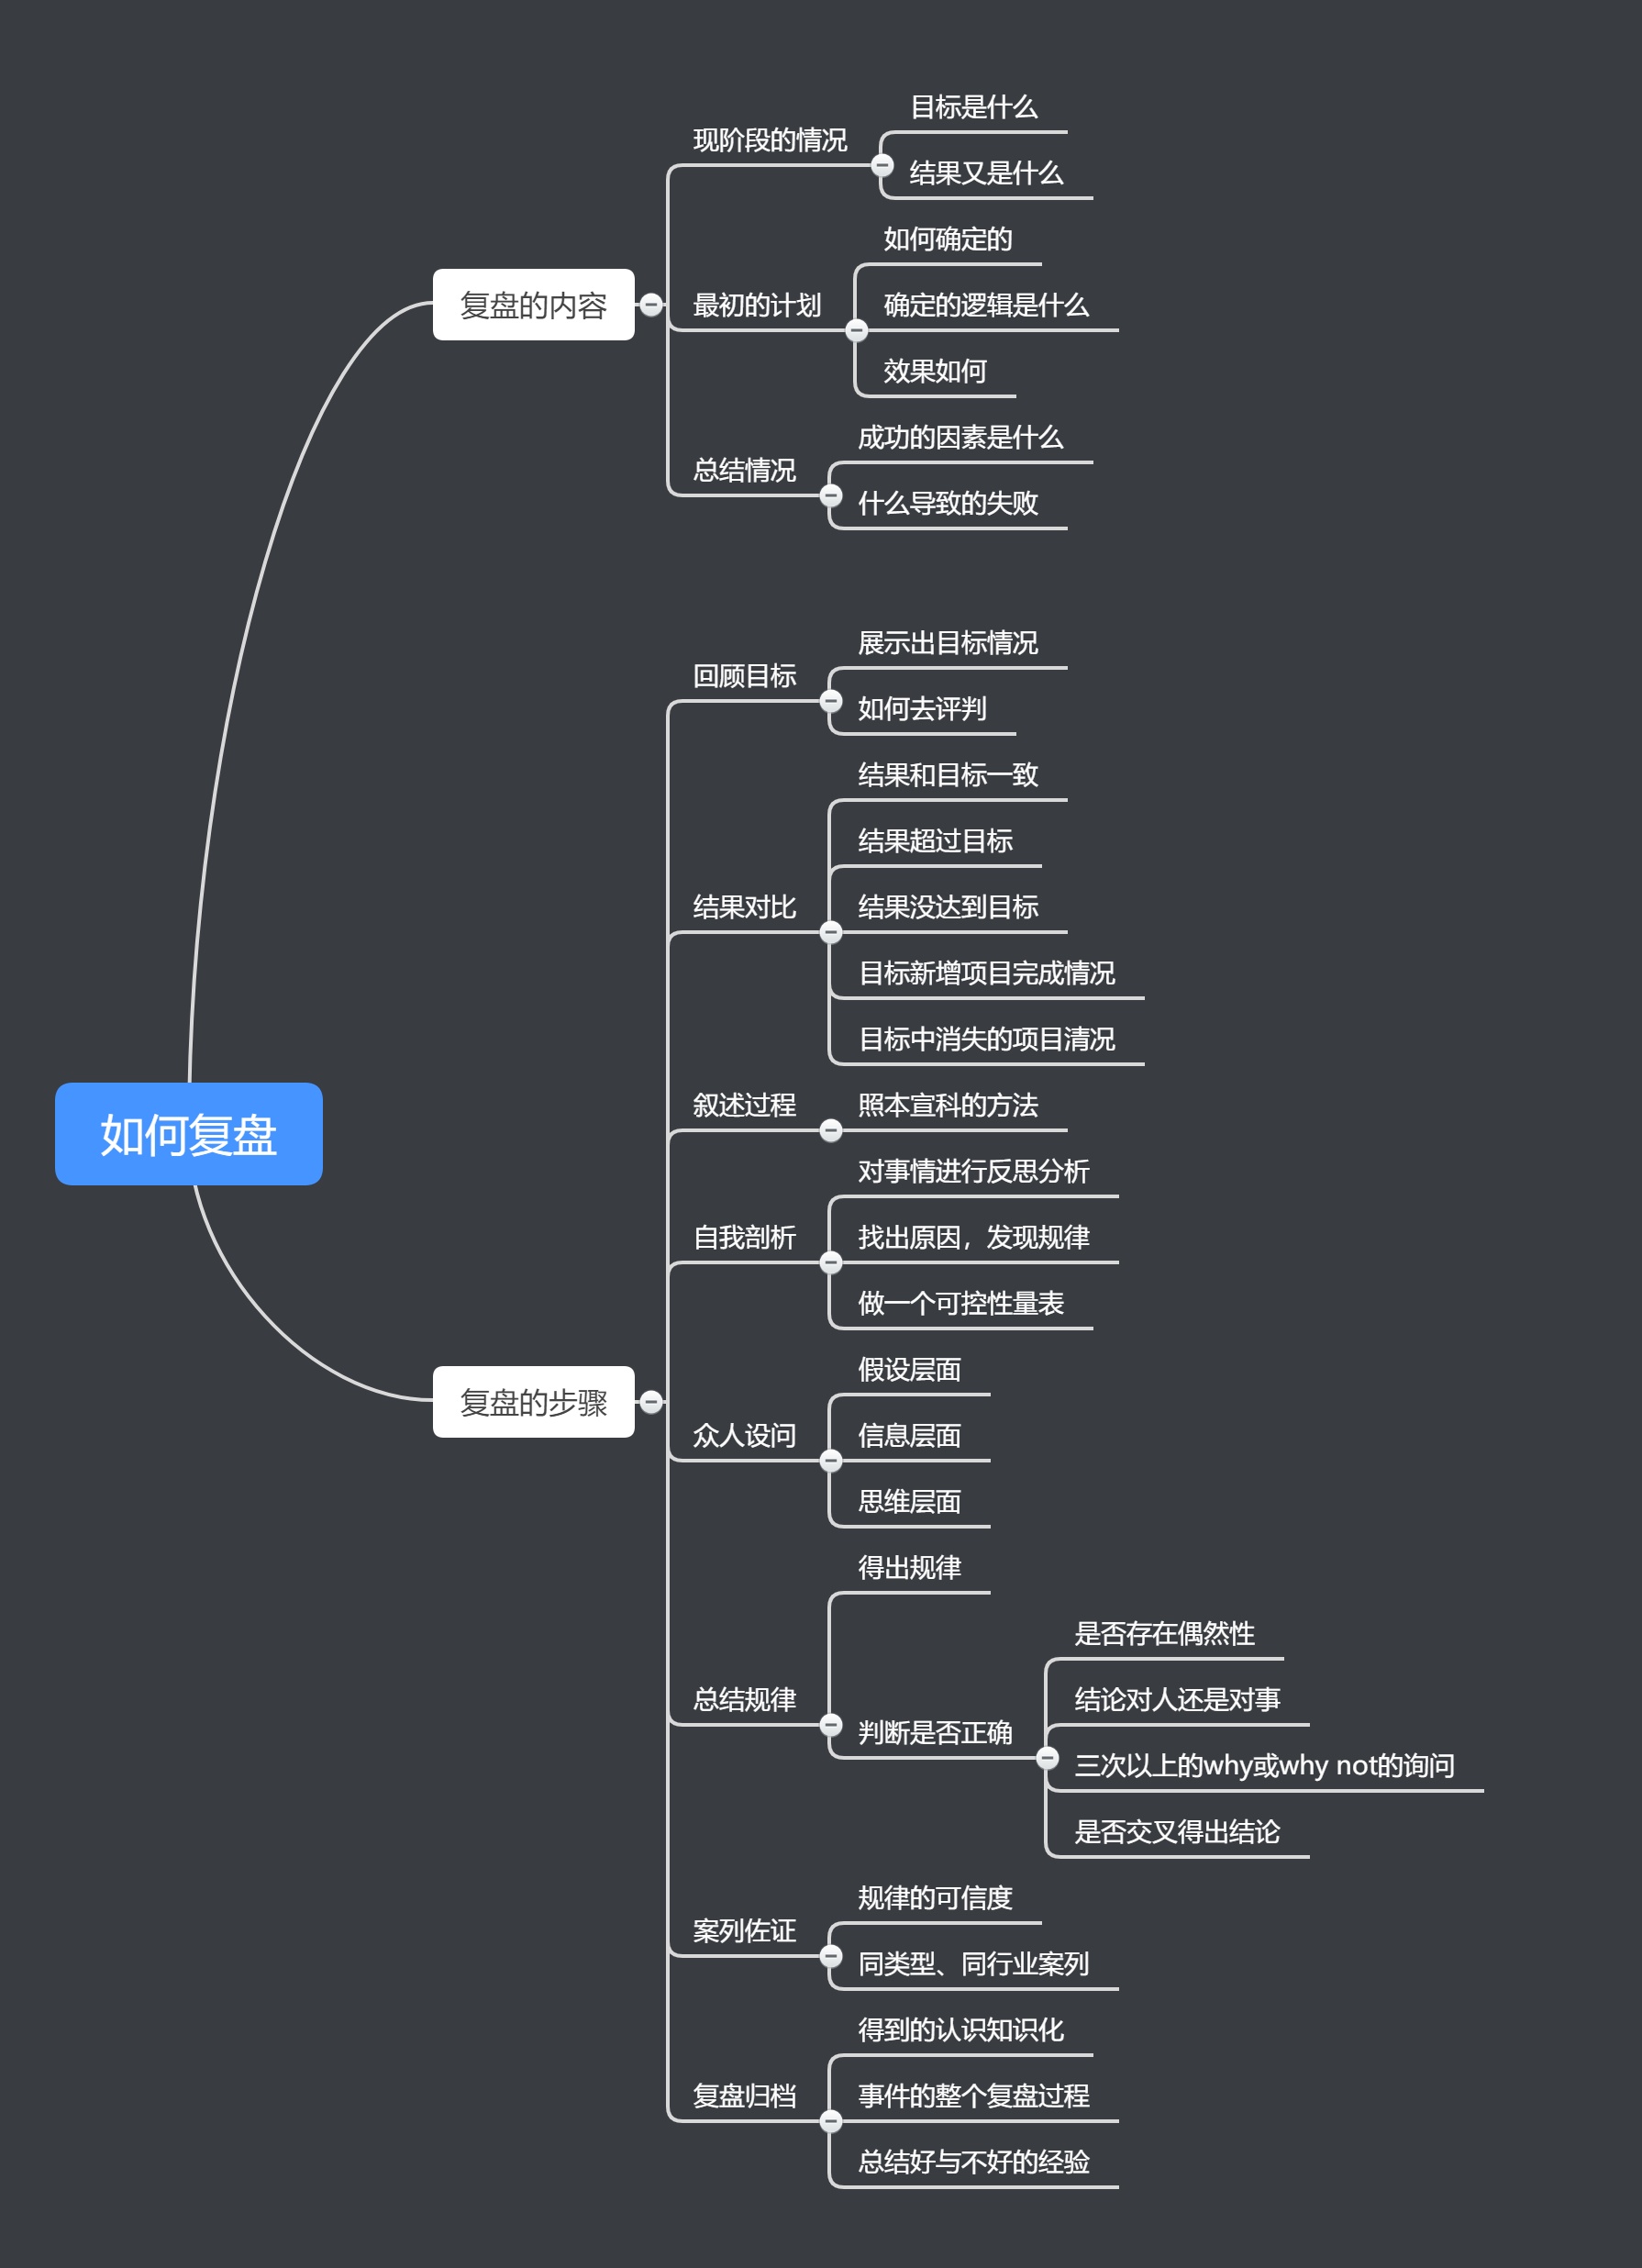 如何复盘
复盘的内容
现阶段的情况
目标是什么
结果又是什么
最初的计划
如何确定的
确定的逻辑是什么
效果如何
总结情况
成功的因素是什么
什么导致的失败
复盘的步骤
回顾目标
展示出目标情况
如何去评判
结果对比
结果和目标一致
结果超过目标
结果没达到目标
目标新增项目完成情况
目标中消失的项目清况
叙述过程
照本宣科的方法
自我剖析
对事情进行反思分析
找出原因，发现规律
做一个可控性量表
众人设问
假设层面
信息层面
思维层面
总结规律
得出规律
判断是否正确
是否存在偶然性
结论对人还是对事
三次以上的why或why not的询问
是否交叉得出结论
案列佐证
规律的可信度
同类型、同行业案列
复盘归档
得到的认识知识化
事件的整个复盘过程
总结好与不好的经验